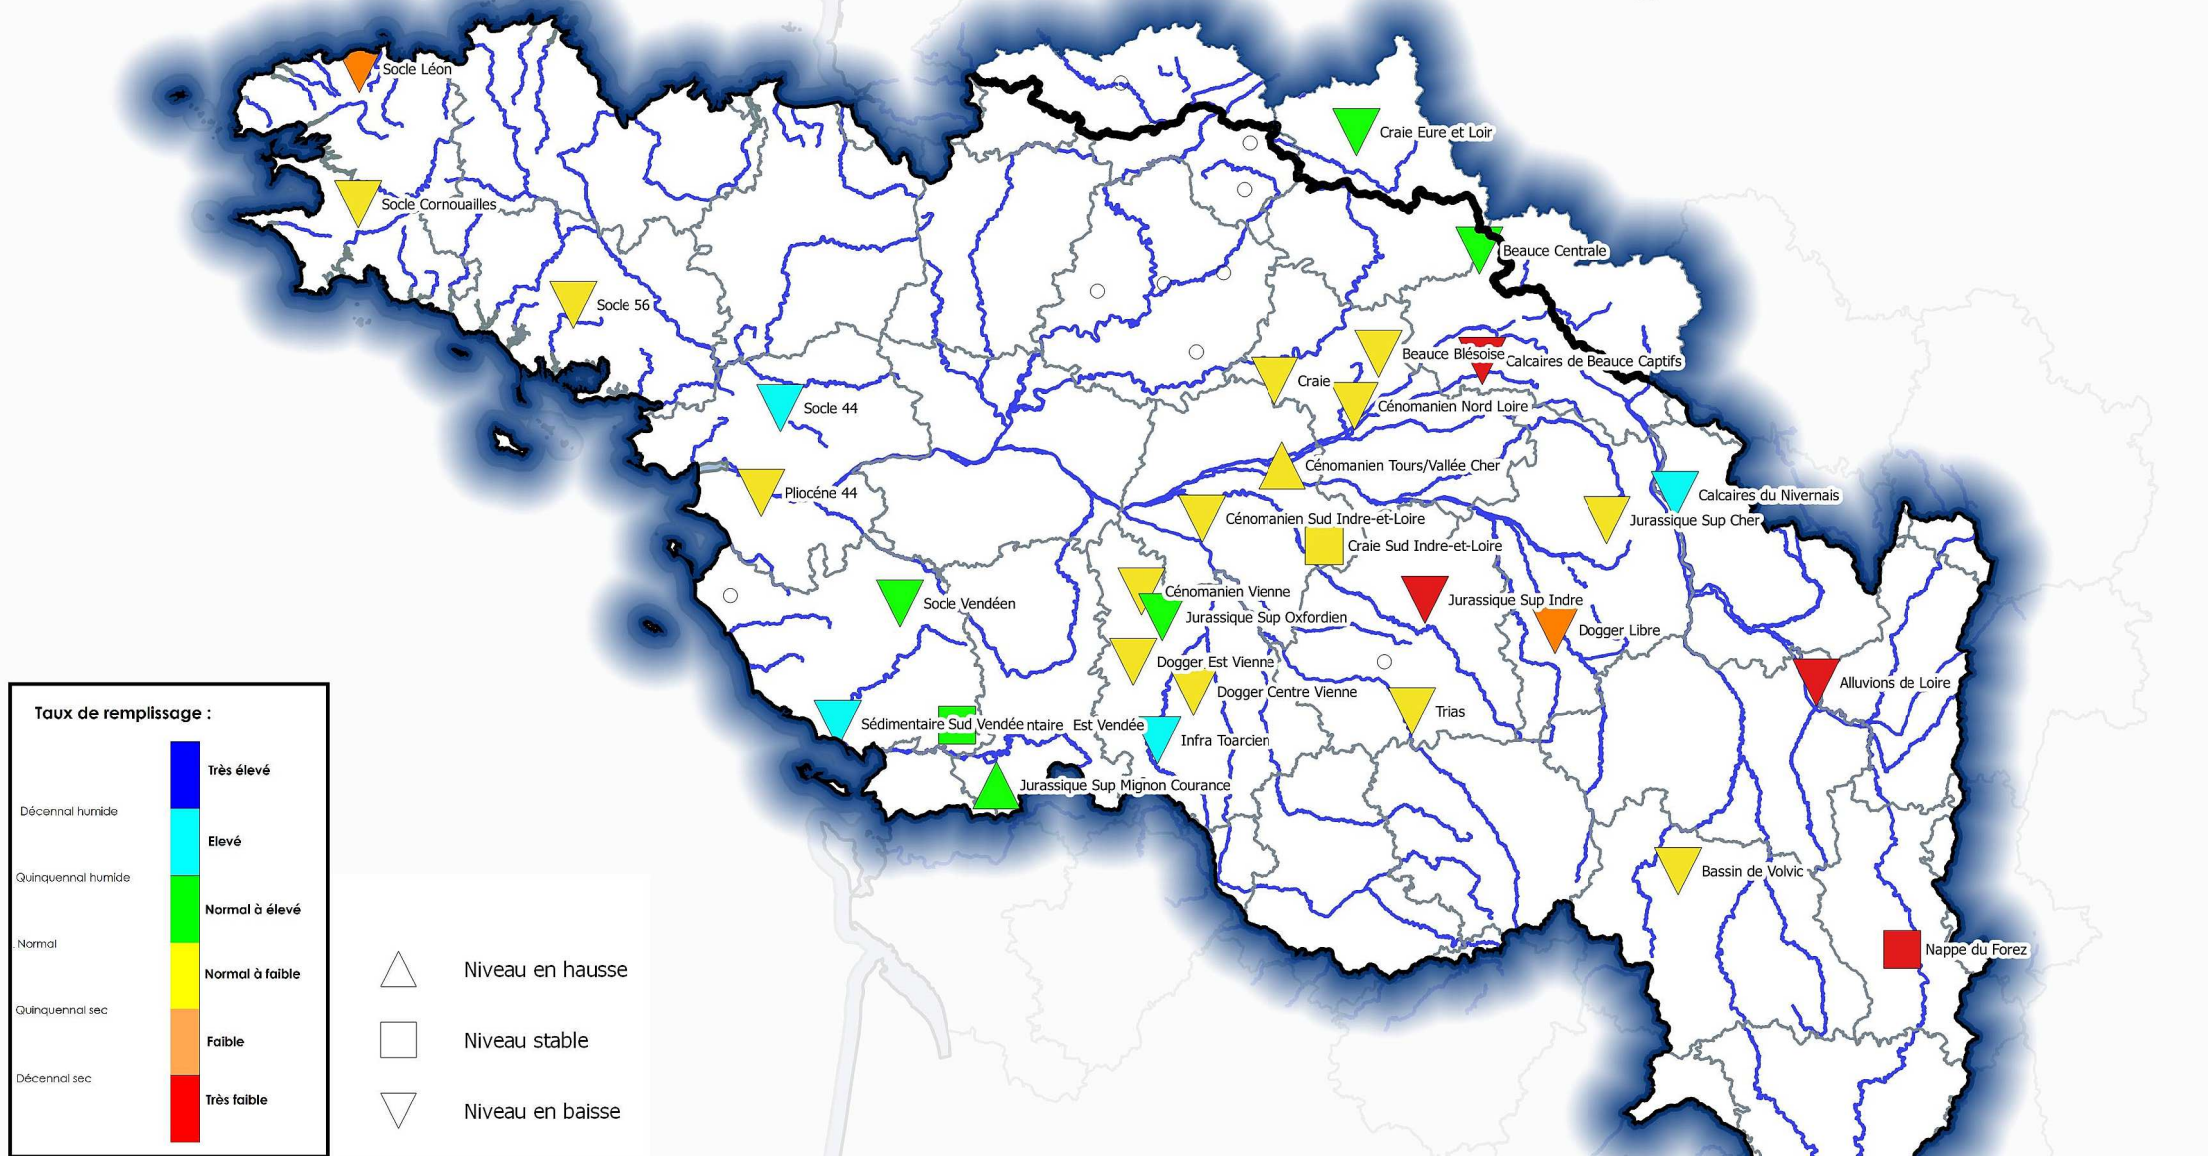 Socle Léon
Craie Eure et Loir
Socle Cornouailles
Beauce Centrale
Socle 56
Beauce Blésoise
Calcaires de Beauce Captifs
Craie
Socle 44
Cénomanien Nord Loire
Cénomanien Tours/Vallée Cher
Pliocéne 44
Calcaires du Nivernais
Cénomanien Sud Indre-et-Loire
Jurassique Sup Cher
Craie Sud Indre-et-Loire
Cénomanien Vienne
Jurassique Sup Indre
Socle Vendéen
Jurassique Sup Oxfordien
Dogger Libre
Dogger Est Vienne
Alluvions de Loire
Dogger Centre Vienne
Trias
Sédimentaire Sud Vendée
ntaire Est Vendée
Infra Toarcien
Jurassique Sup Mignon Courance
Bassin de Volvic
Nappe du Forez
Taux de remplissage :
Très élevé
Décennal humide
Elevé
Quinquennal humide
Normal à élevé
Normal
Normal à faible
Quinquennal sec
Faible
Décennal sec
Très faible
Niveau en hausse
Niveau stable
Niveau en baisse